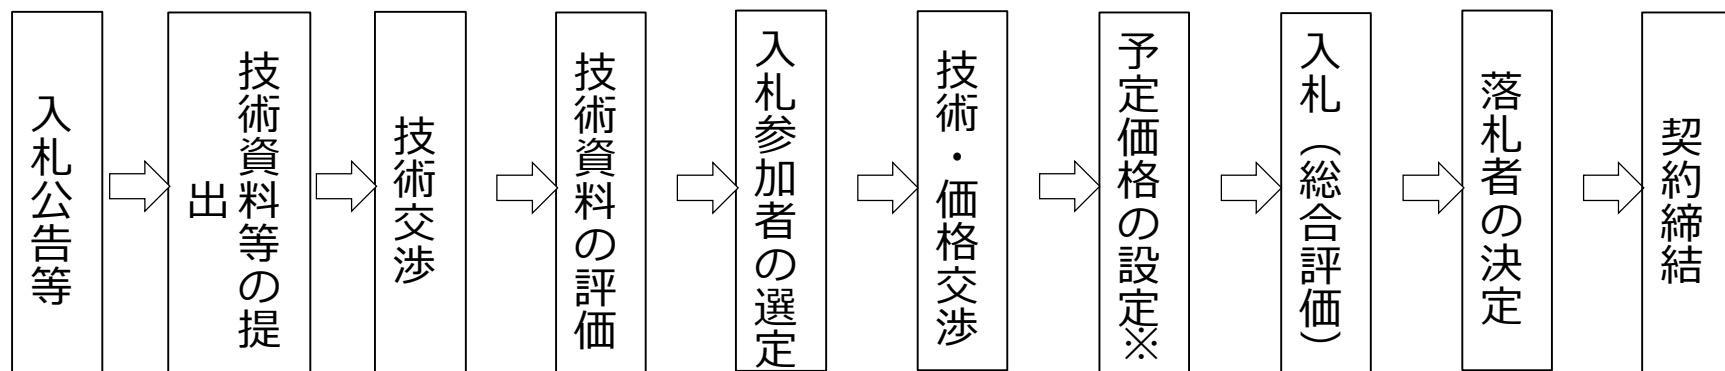 入札公告等
技術資料等の提
出
技術交渉
技術資料の評価
入札参加者の選定
技術・価格交渉
予定価格の設定※
入札（総合評価）
落札者の決定
契約締結